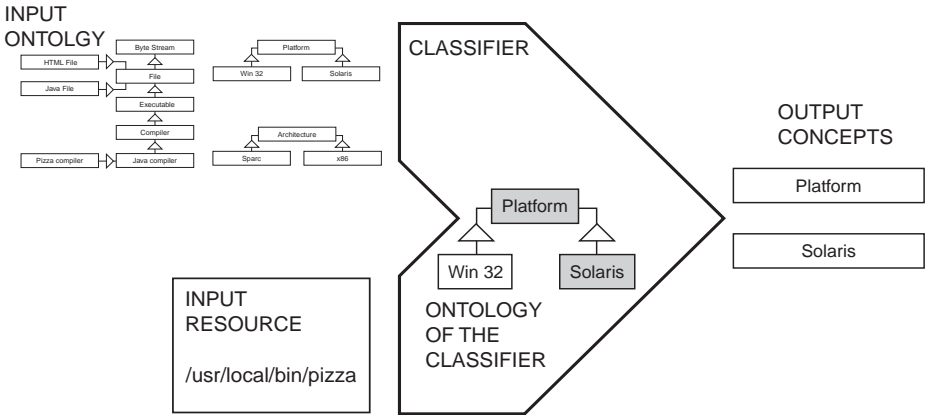 INPUT
ONTOLGY
Byte Stream
HTML File
File
Java File
Executable
Compiler
Pizza compiler
Java compiler
Platform
Win 32
Solaris
Architecture
Sparc
x86
INPUT
RESOURCE
/usr/local/bin/pizza
CLASSIFIER
Platform
Win 32
Solaris
ONTOLOGY
OF THE
CLASSIFIER
OUTPUT
CONCEPTS
Platform
Solaris